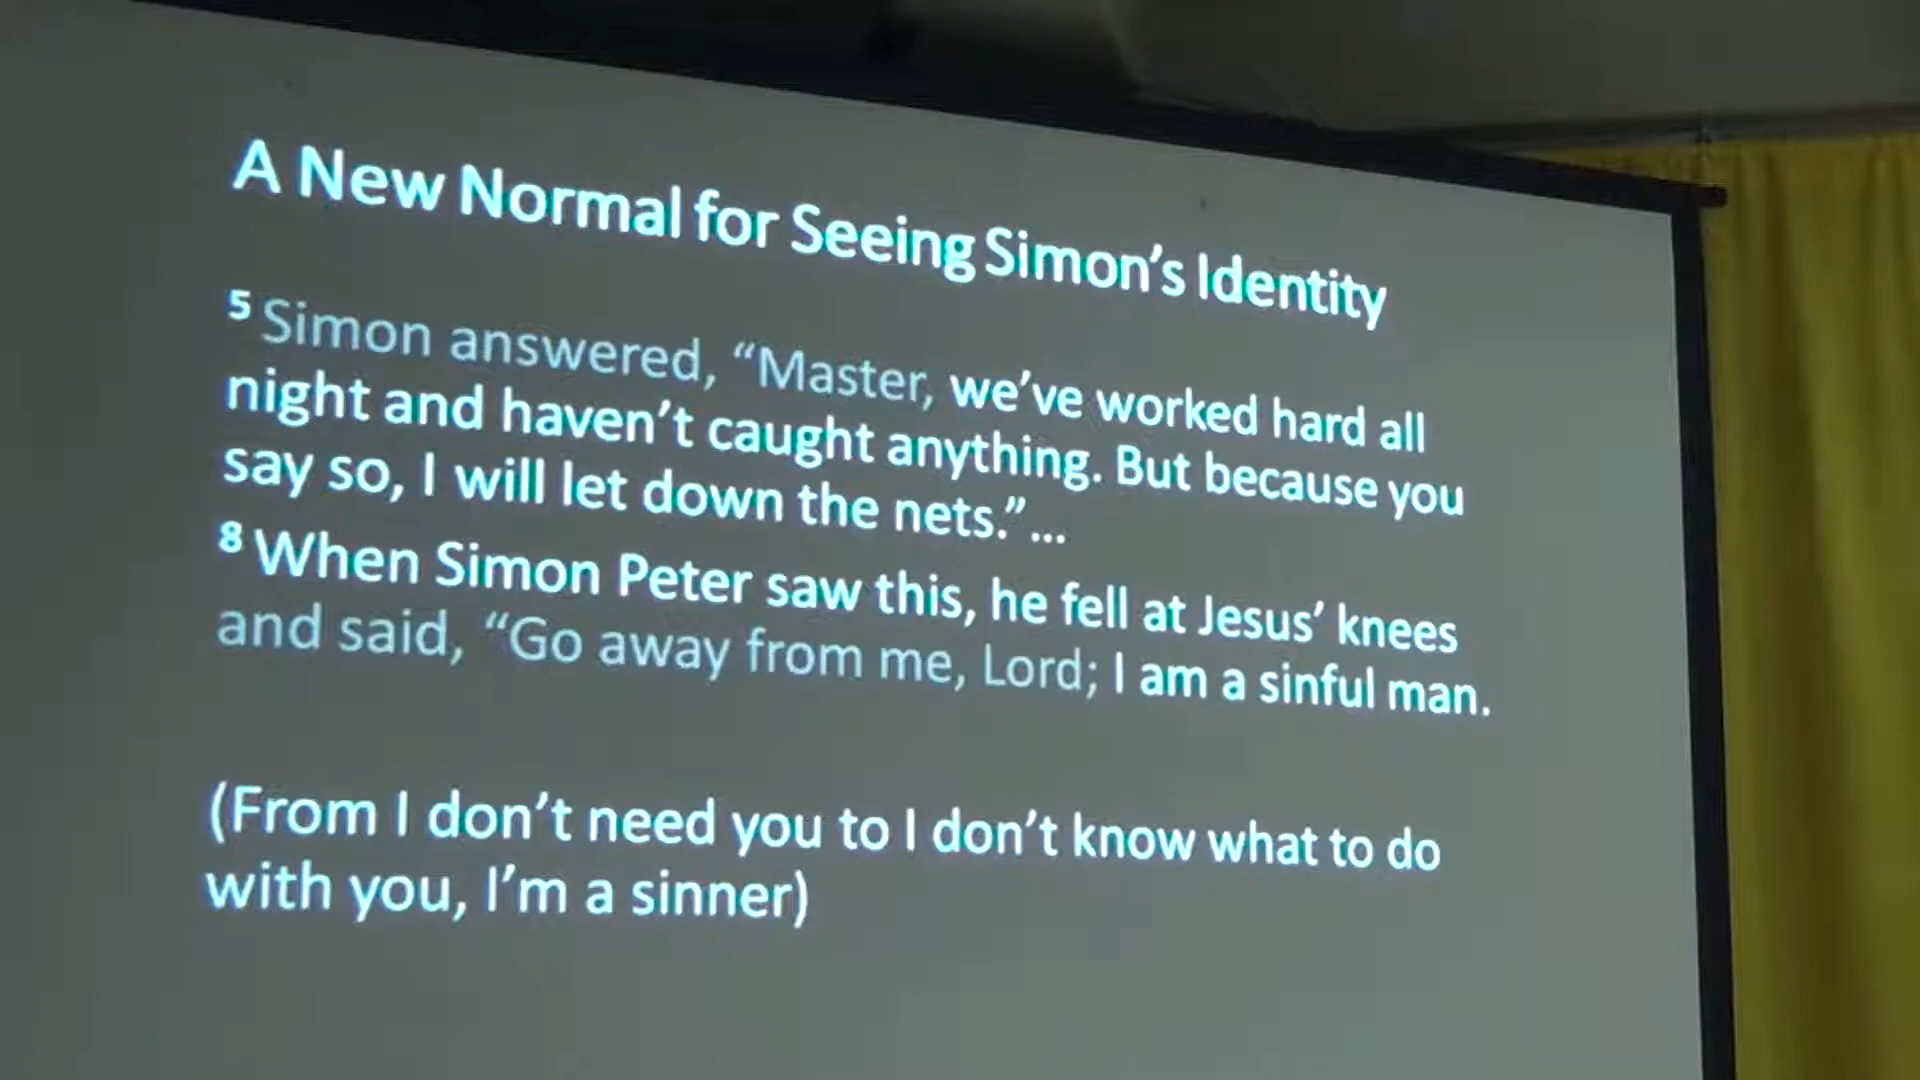 A New Normal for Seeing Simon’s Identity
5 Simon answered, “Master, we’ve worked hard all
night and haven’t caught anything. But because you
say so, I will let down the nets.”...
8 When Simon Peter saw this, he fell at Jesus’ knees
and said, “Go away from me, Lord; I am a sinful man.
(From I don’t need you to I don’t know what to do
with you, I’m a sinner)